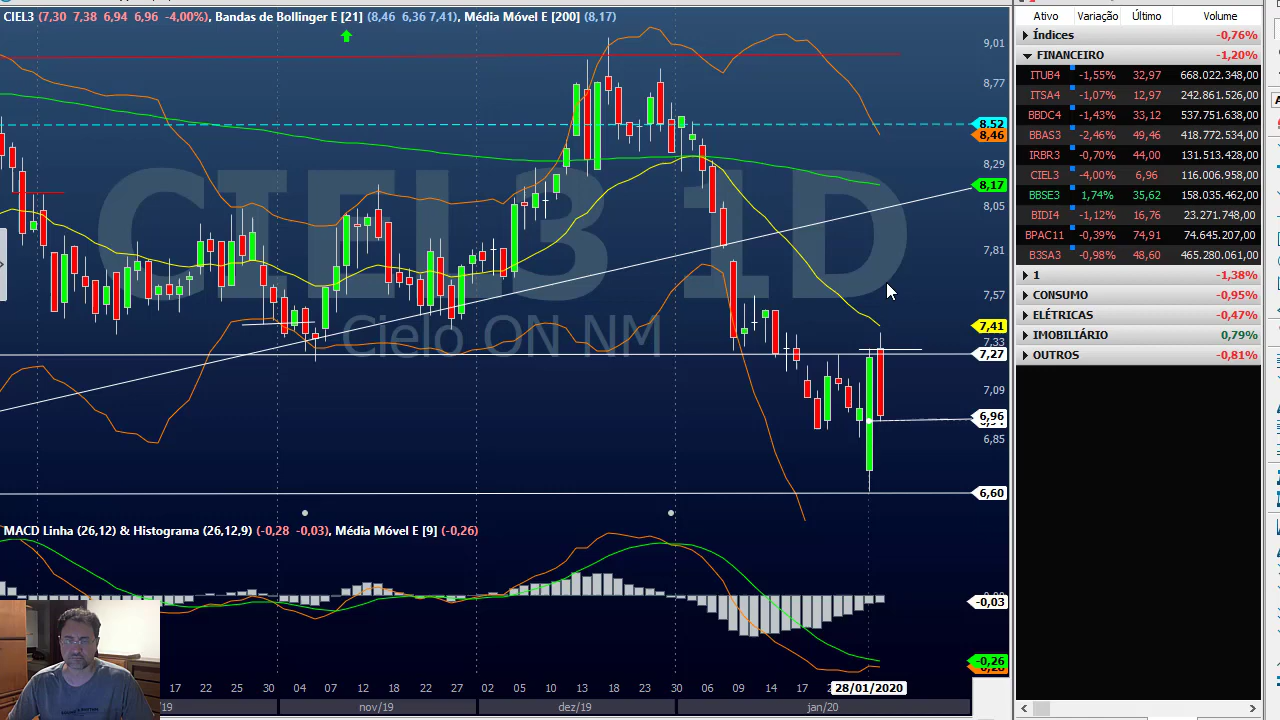 CIEL3 (7,30 7,38 6,94 6,96 -4,00%), Bandas de Bollinger E [21] (8,46 6,36 7,41), Média Móvel E [200] (8,17)
9,01
8,77
8,52
8,46
8,29
8,17
8,05
7,81
7,57
7,41
7,33
7,27
7,09
6,96
6,85
6,60
CIEL3 1D
Cielo ON NM
MACD Linha (26,12) & Histograma (26,12,9) (-0,28 -0,03), Média Móvel E [9] (-0,26)
-0,03
-0,26
17 22 25 30 04 07 12 18 22 27 02 05 10 13 18 23 30 06 09 14 17 28/01/2020
/19 nov/19 dez/19 jan/20
Ativo Variação Último Volume
Índices -0,76%
FINANCEIRO -1,20%
ITUB4 -1,55% 32,97 668.022.348,00
ITSA4 -1,07% 12,97 242.861.526,00
BBDC4 -1,43% 33,12 537.751.638,00
BBAS3 -2,46% 49,46 418.772.534,00
IRBR3 -0,70% 44,00 131.513.428,00
CIEL3 -4,00% 6,96 116.006.958,00
BBSE3 1,74% 35,62 158.035.404,00
BIDI4 -1,12% 16,76 23.271.748,00
BPAC11 -0,39% 74,91 74.645.207,00
B3SA3 -0,98% 48,60 465.280.061,00
1 -1,38%
CONSUMO -0,95%
ELÉTRICAS -0,47%
IMOBILIÁRIO 0,79%
OUTROS -0,81%